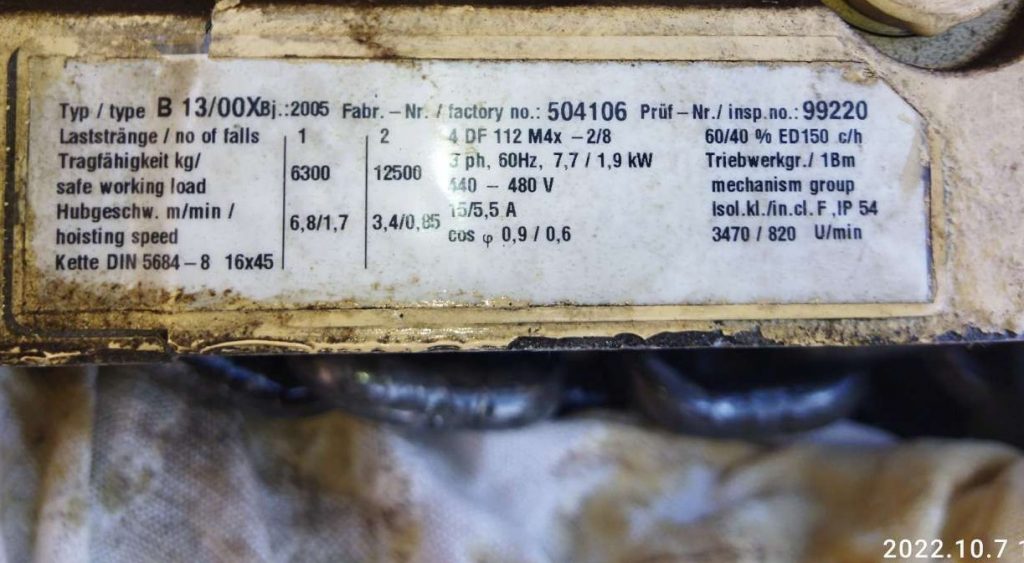 Typ / type B 13/00X Bj.:2005 Fabr. – Nr. / factory no.: 504106 Prüf – Nr./ insp.no.: 99220
Laststränge / no of falls 1 2 4 DF 112 M4x – 2/8 60/40 % ED150 c/h
Tragfähigkeit kg/ 3 ph, 60Hz, 7,7 / 1,9 kW Triebwerkgr./ 1Bm
safe working load 6300 12500 440 – 480 V mechanism group
Hubgeschw. m/min / 15/5,5 A Isol.kl./in.cl. F ,IP 54
hoisting speed 6,8/1,7 3,4/0,85 cos φ 0,9 / 0,6 3470 / 820 U/min
Kette DIN 5684 – 8 16x45
2022.10.7